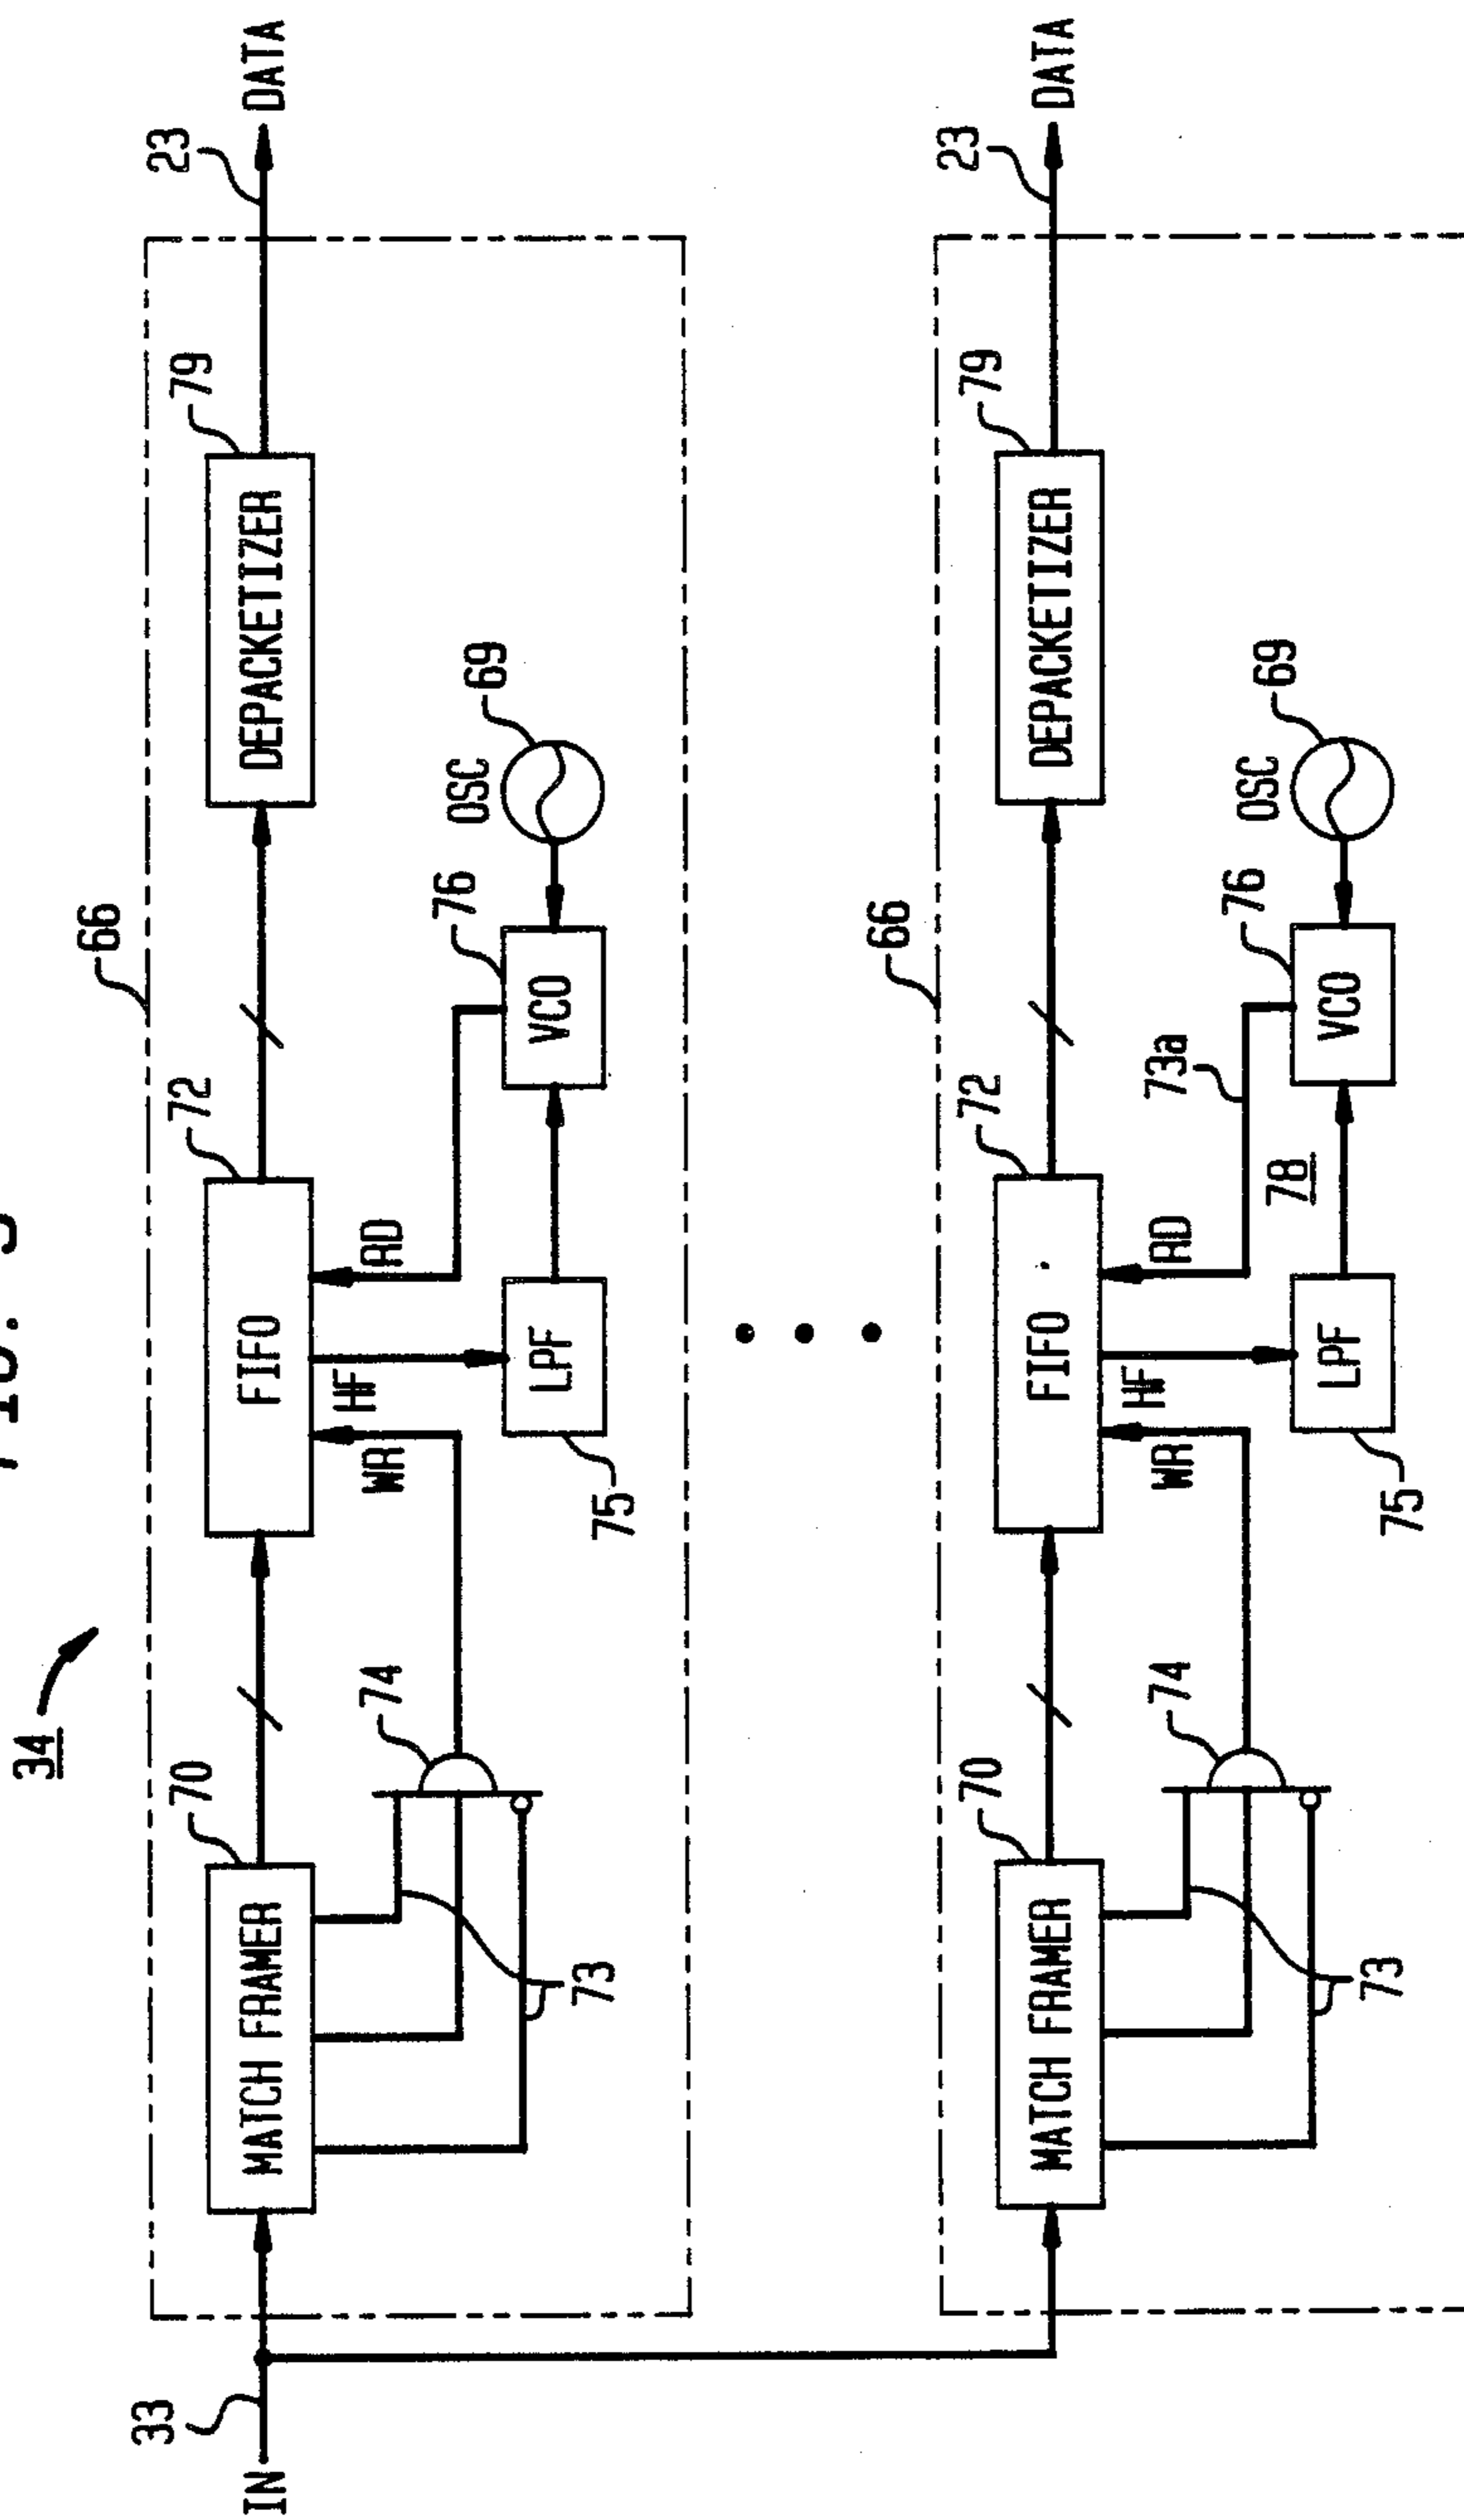 34
IN
33
66
MATCH FRAMER
70
73
74
FIFO
72
WR
HF
RD
LPF
75
VCO
76
OSC
69
DEPACKETIZER
79
23
DATA
66
MATCH FRAMER
70
73
74
FIFO
72
WR
HF
RD
73a
78
LPF
75
VCO
76
OSC
69
DEPACKETIZER
79
23
DATA